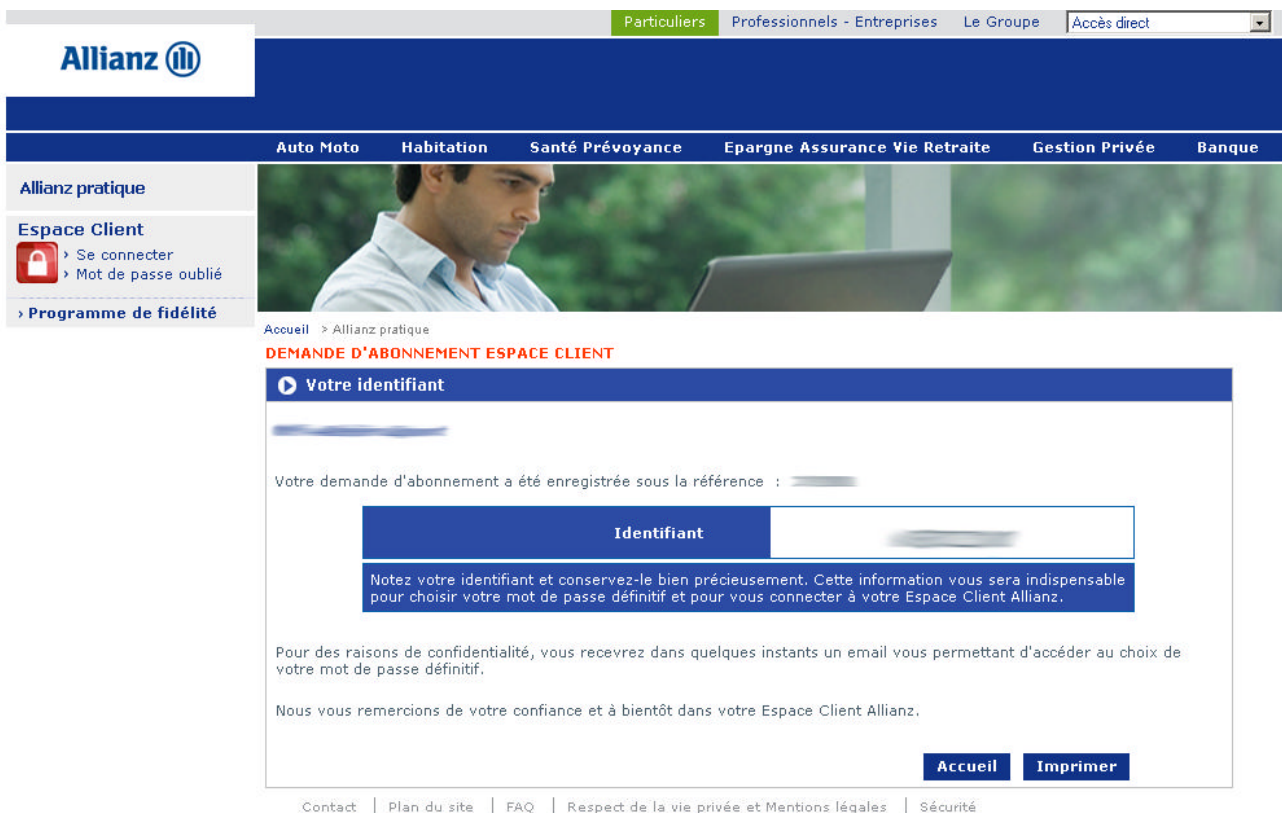 Particuliers Professionnels - Entreprises Le Groupe Accès direct
Allianz
Auto Moto Habitation Santé Prévoyance Epargne Assurance Vie Retraite Gestion Privée Banque
Allianz pratique
Espace Client
› Se connecter
› Mot de passe oublié
› Programme de fidélité
Accueil > Allianz pratique
DEMANDE D'ABONNEMENT ESPACE CLIENT
Votre identifiant
Votre demande d'abonnement a été enregistrée sous la référence :
Identifiant
Notez votre identifiant et conservez-le bien précieusement. Cette information vous sera indispensable
pour choisir votre mot de passe définitif et pour vous connecter à votre Espace Client Allianz.
Pour des raisons de confidentialité, vous recevrez dans quelques instants un email vous permettant d'accéder au choix de
votre mot de passe définitif.
Nous vous remercions de votre confiance et à bientôt dans votre Espace Client Allianz.
Accueil Imprimer
Contact | Plan du site | FAQ | Respect de la vie privée et Mentions légales | Sécurité